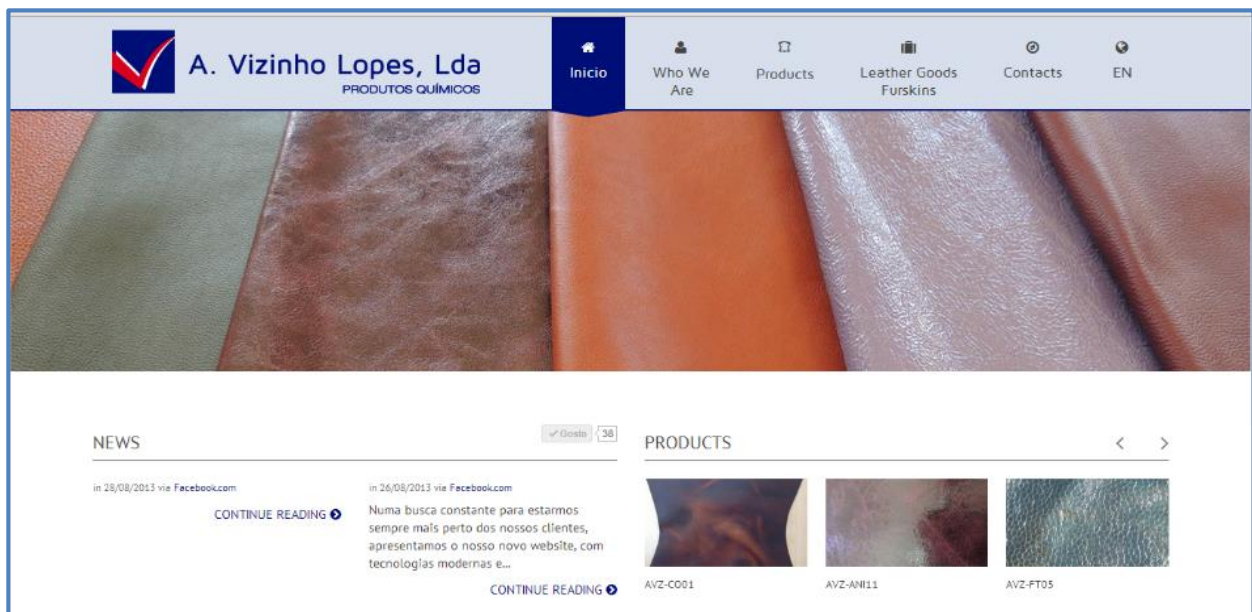 A. Vizinho Lopes, Lda
PRODUTOS QUÍMICOS
Inicio
Who We
Are
Products
Leather Goods
Furskins
Contacts
EN
NEWS
Gosto 38
in 28/08/2013 via Facebook.com
CONTINUE READING
in 26/08/2013 via Facebook.com
Numa busca constante para estarmos
sempre mais perto dos nossos clientes,
apresentamos o nosso novo website, com
tecnologias modernas e...
CONTINUE READING
PRODUCTS
AVZ-CO01
AVZ-ANI11
AVZ-FT05